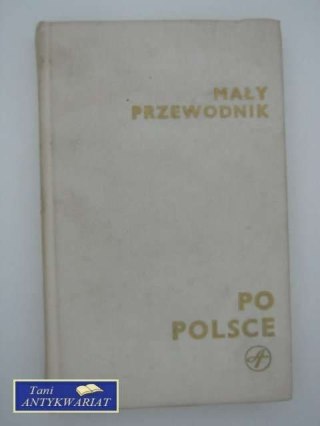 MAŁY
PRZEWODNIK
PO
POLSCE
Tani
ANTYKWARIAT